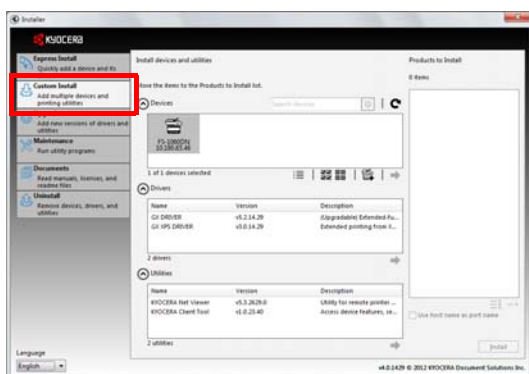 Installer
KYOCERA
Express Install
Quickly add a device and its
Custom Install
Add multiple devices and
printing utilities
Add new versions of drivers and
utilities
Maintenance
Run utility programs
Documents
Read manuals, licenses, and
readme files
Uninstall
Remove devices, drivers, and
utilities
Language
English
Install devices and utilities
Move the items to the Products to Install list.
Devices
Search devices
FS-1060DN
1 of 1 devices selected
Drivers
Name Version Description
GX DRIVER v5.2.14.29 (Upgradable) Extended-Fu...
GX XPS DRIVER v3.0.14.29 Extended printing from X...
2 drivers
Utilities
Name Version Description
KYOCERA Net Viewer v5.3.2629.0 Utility for remote printer ...
KYOCERA Client Tool v1.0.23.40 Access device features, se...
2 utilities
Products to Install
0 items
Use host name as port name
Install
v4.0.1429 © 2012 KYOCERA Document Solutions Inc.